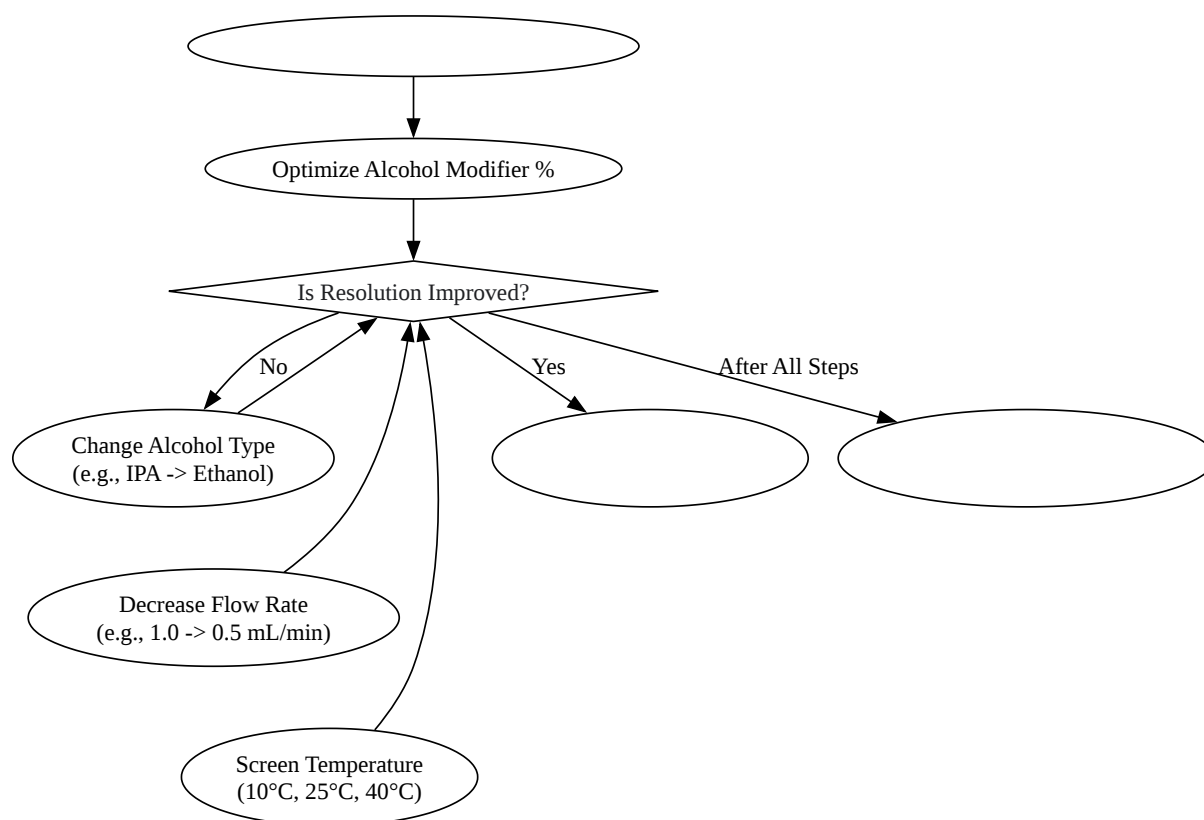 Optimize Alcohol Modifier %
Is Resolution Improved?
No
Yes
After All Steps
Change Alcohol Type
(e.g., IPA -> Ethanol)
Decrease Flow Rate
(e.g., 1.0 -> 0.5 mL/min)
Screen Temperature
(10°C, 25°C, 40°C)